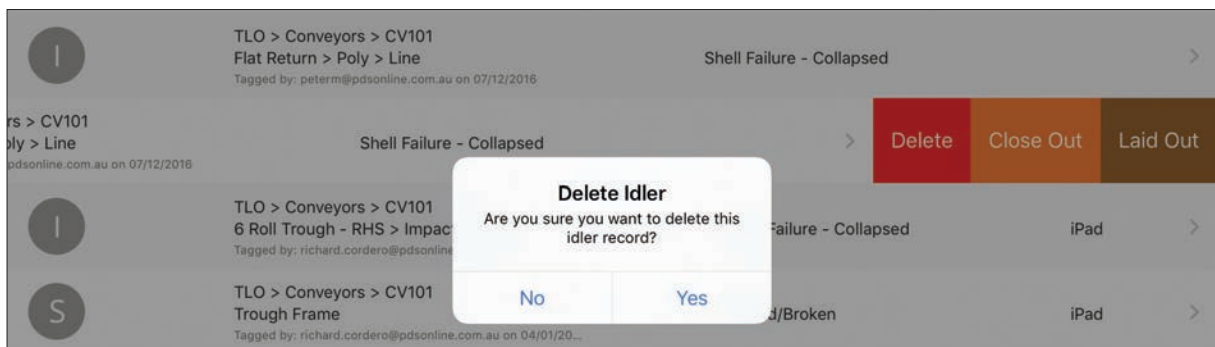 I
TLO > Conveyors > CV101
Flat Return > Poly > Line
Shell Failure - Collapsed
Tagged by: peterm@pdsonline.com.au on 07/12/2016
rs > CV101
oly > Line
Shell Failure - Collapsed
pdsonline.com.au on 07/12/2016
Delete
Close Out
Laid Out
Delete Idler
Are you sure you want to delete this
idler record?
No
Yes
I
TLO > Conveyors > CV101
6 Roll Trough - RHS > Impac
Failure - Collapsed
iPad
Tagged by: richard.cordero@pdsonline
S
TLO > Conveyors > CV101
Trough Frame
d/Broken
iPad
Tagged by: richard.cordero@pdsonline.com.au on 04/01/20...